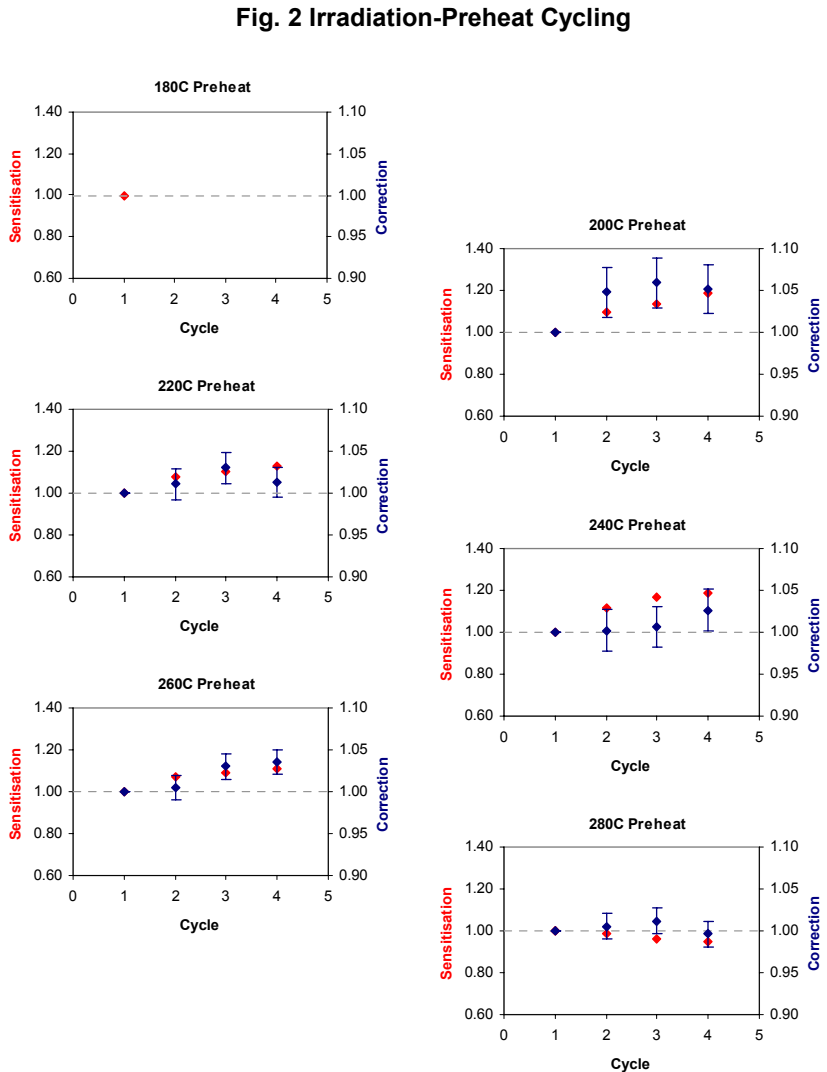 Fig. 2 Irradiation-Preheat Cycling
180C Preheat
1.40
1.20
1.00
0.80
0.60
Sensitisation
1.10
1.05
1.00
0.95
0.90
Correction
0 1 2 3 4 5
Cycle
200C Preheat
1.40
1.20
1.00
0.80
0.60
Sensitisation
1.10
1.05
1.00
0.95
0.90
Correction
0 1 2 3 4 5
Cycle
220C Preheat
1.40
1.20
1.00
0.80
0.60
Sensitisation
1.10
1.05
1.00
0.95
0.90
Correction
0 1 2 3 4 5
Cycle
240C Preheat
1.40
1.20
1.00
0.80
0.60
Sensitisation
1.10
1.05
1.00
0.95
0.90
Correction
0 1 2 3 4 5
Cycle
260C Preheat
1.40
1.20
1.00
0.80
0.60
Sensitisation
1.10
1.05
1.00
0.95
0.90
Correction
0 1 2 3 4 5
Cycle
280C Preheat
1.40
1.20
1.00
0.80
0.60
Sensitisation
1.10
1.05
1.00
0.95
0.90
Correction
0 1 2 3 4 5
Cycle